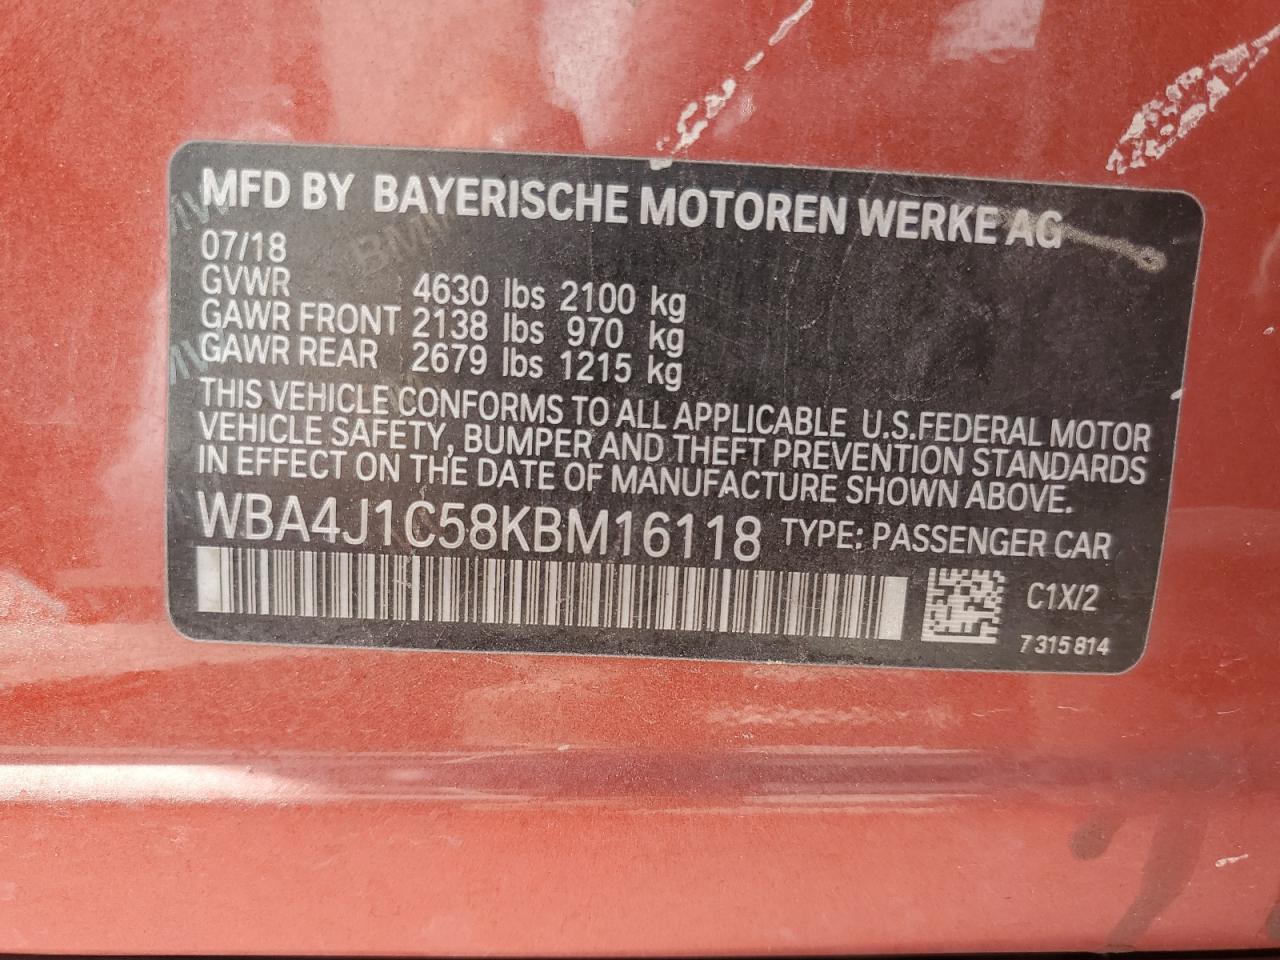 MFD BY BAYERISCHE MOTOREN WERKE AG
07/18
GVWR 4630 lbs 2100 kg
GAWR FRONT 2138 lbs 970 kg
GAWR REAR 2679 lbs 1215 kg
THIS VEHICLE CONFORMS TO ALL APPLICABLE U.S.FEDERAL MOTOR
VEHICLE SAFETY, BUMPER AND THEFT PREVENTION STANDARDS
IN EFFECT ON THE DATE OF MANUFACTURE SHOWN ABOVE.
WBA4J1C58KBM16118 TYPE: PASSENGER CAR
C1X/2
7 315 814